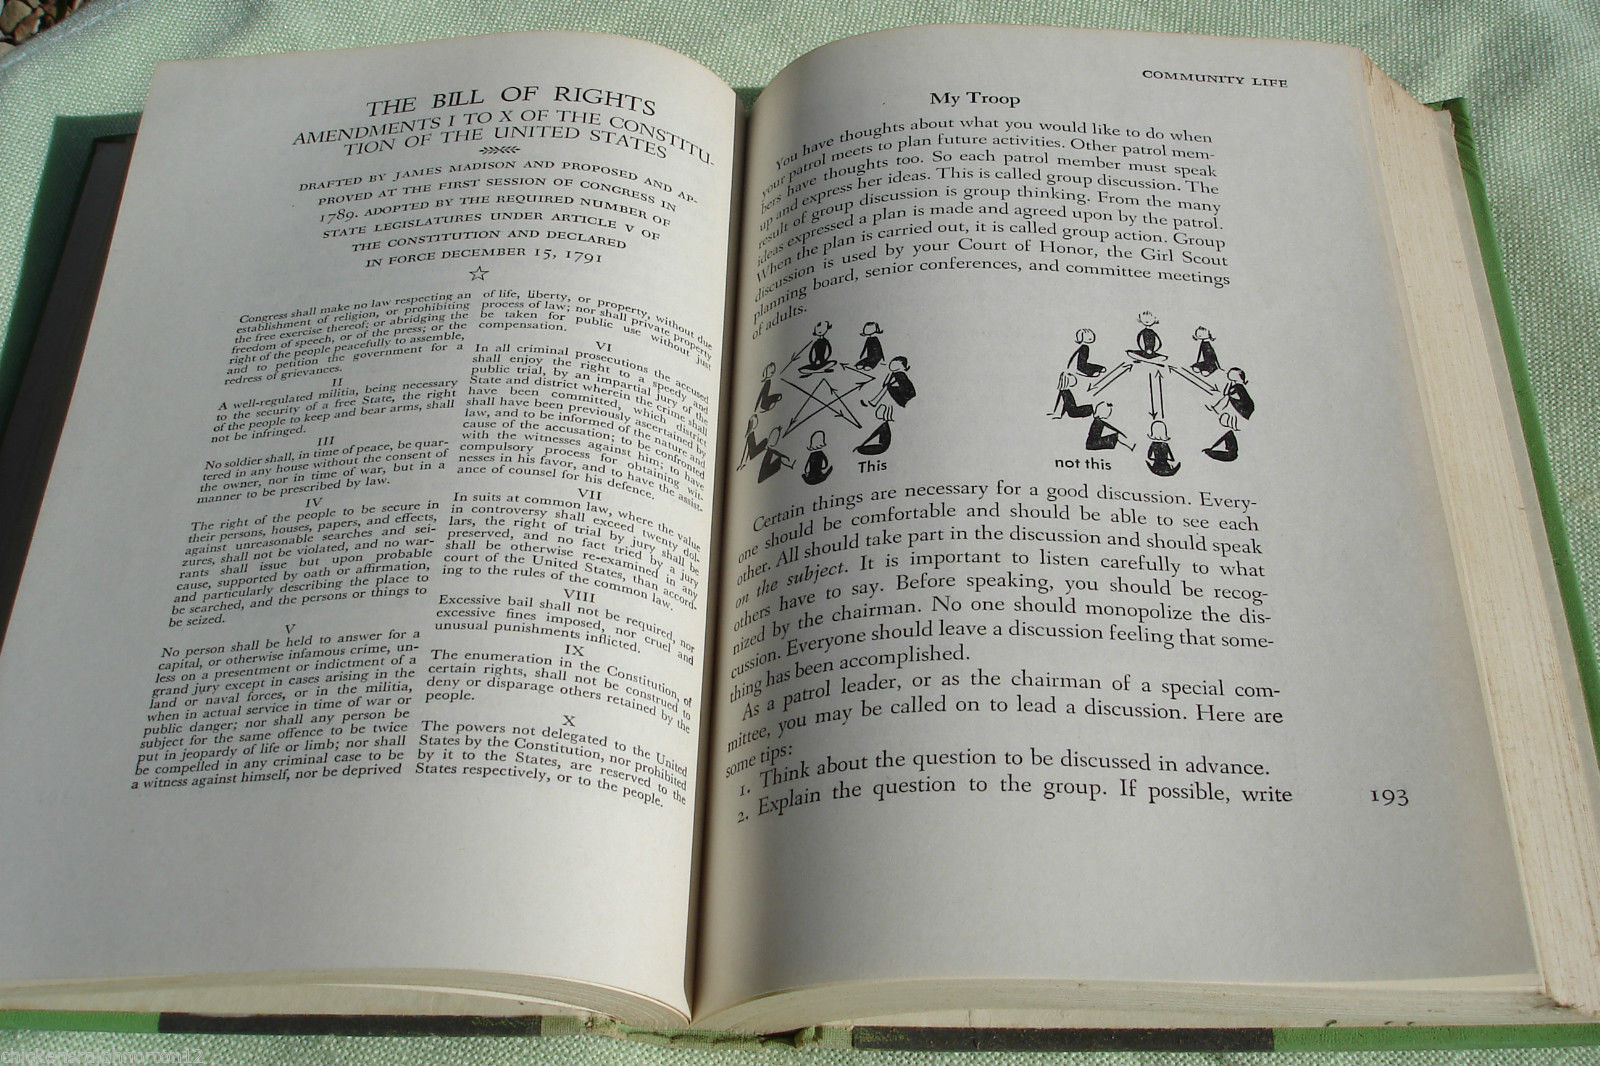 THE BILL OF RIGHTS
AMENDMENTS I TO X OF THE CONSTITU-
TION OF THE UNITED STATES
DRAFTED BY JAMES MADISON AND PROPOSED AND AP-
PROVED AT THE FIRST SESSION OF CONGRESS IN
1789. ADOPTED BY THE REQUIRED NUMBER OF
STATE LEGISLATURES UNDER ARTICLE V OF
THE CONSTITUTION AND DECLARED
IN FORCE DECEMBER 15, 1791
Congress shall make no law respecting an
establishment of religion, or prohibiting
the free exercise thereof; or abridging the
freedom of speech, or of the press; or the
right of the people peacefully to assemble,
and to petition the government for a
redress of grievances.
II
A well-regulated militia, being necessary
to the security of a free State, the right
of the people to keep and bear arms, shall
not be infringed.
III
No soldier shall, in time of peace, be quar-
tered in any house without the consent of
the owner, nor in time of war, but in a
manner to be prescribed by law.
IV
The right of the people to be secure in
their persons, houses, papers, and effects,
against unreasonable searches and sei-
zures, shall not be violated, and no war-
rants shall issue but upon probable
cause, supported by oath or affirmation,
and particularly describing the place to
be searched, and the persons or things to
be seized.
V
No person shall be held to answer for a
capital, or otherwise infamous crime, un-
less on a presentment or indictment of a
grand jury except in cases arising in the
land or naval forces, or in the militia,
when in actual service in time of war or
public danger; nor shall any person be
subject for the same offence to be twice
put in jeopardy of life or limb; nor shall
be compelled in any criminal case to be
a witness against himself, nor be deprived
of life, liberty, or property, without due
process of law; nor shall private property
be taken for public use without just
compensation.
VI
In all criminal prosecutions the accused
shall enjoy the right to a speedy and
public trial, by an impartial jury of the
State and district wherein the crime shall
have been committed, which district
shall have been previously ascertained by
law, and to be informed of the nature and
cause of the accusation; to be confronted
with the witnesses against him; to have
compulsory process for obtaining wit-
nesses in his favor, and to have the assist-
ance of counsel for his defence.
VII
In suits at common law, where the value
in controversy shall exceed twenty dol-
lars, the right of trial by jury shall be
preserved, and no fact tried by a jury
shall be otherwise re-examined in any
court of the United States, than accord-
ing to the rules of the common law.
VIII
Excessive bail shall not be required, nor
excessive fines imposed, nor cruel and
unusual punishments inflicted.
IX
The enumeration in the Constitution, of
certain rights, shall not be construed to
deny or disparage others retained by the
people.
X
The powers not delegated to the United
States by the Constitution, nor prohibited
by it to the States, are reserved to the
States respectively, or to the people.
COMMUNITY LIFE
My Troop
You have thoughts about what you would like to do when
your patrol meets to plan future activities. Other patrol mem-
bers have thoughts too. So each patrol member must speak
up and express her ideas. This is called group discussion. The
result of group discussion is group thinking. From the many
ideas expressed a plan is made and agreed upon by the patrol.
When the plan is carried out, it is called group action. Group
discussion is used by your Court of Honor, the Girl Scout
planning board, senior conferences, and committee meetings
of adults.
This
not this
Certain things are necessary for a good discussion. Every-
one should be comfortable and should be able to see each
other. All should take part in the discussion and should speak
on the subject. It is important to listen carefully to what
others have to say. Before speaking, you should be recog-
nized by the chairman. No one should monopolize the dis-
cussion. Everyone should leave a discussion feeling that some-
thing has been accomplished.
As a patrol leader, or as the chairman of a special com-
mittee, you may be called on to lead a discussion. Here are
some tips:
1. Think about the question to be discussed in advance.
2. Explain the question to the group. If possible, write
193
chickensralphnorton12